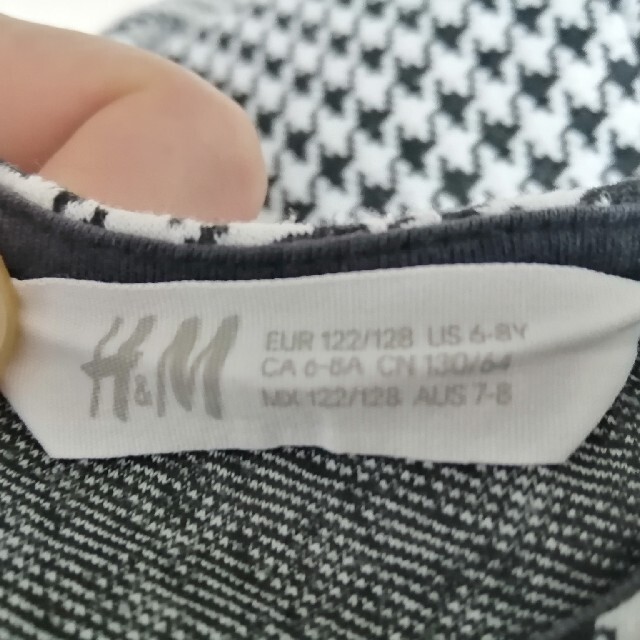 H&M
EUR 122/128 US 6-8Y
CA 6-8A CN 130/64
MX 122/128 AUS 7-8